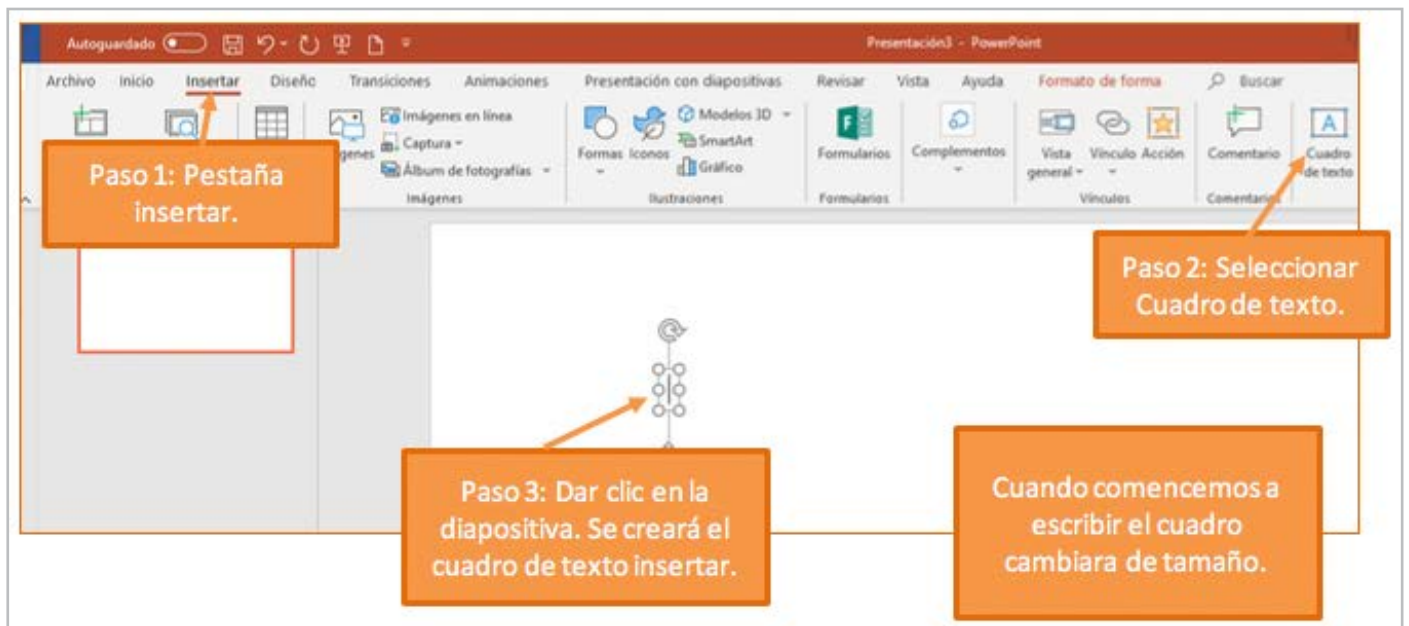 Autoguardado
Presentación3 - PowerPoint
Archivo Inicio Insertar Diseño Transiciones Animaciones Presentación con diapositivas Revisar Vista Ayuda Formato de forma Buscar
Imágenes en línea
Captura
Álbum de fotografías
Imágenes
Formas Iconos
Modelos 3D
SmartArt
Gráfico
Ilustraciones
Formularios
Formularios
Complementos
Vista general
Vínculo Acción
Vínculos
Comentario
Comentarios
Cuadro
de texto
Paso 1: Pestaña
insertar.
Paso 2: Seleccionar
Cuadro de texto.
Paso 3: Dar clic en la
diapositiva. Se creará el
cuadro de texto insertar.
Cuando comencemos a
escribir el cuadro
cambiara de tamaño.